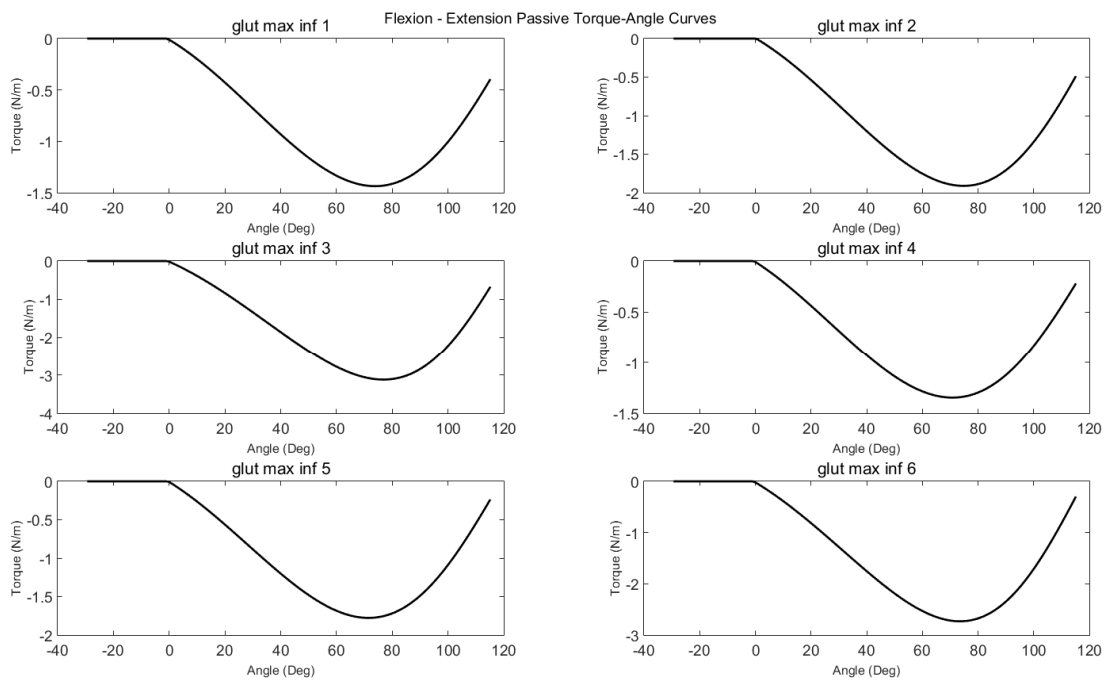 Flexion - Extension Passive Torque-Angle Curves
glut max inf 1
0
-0.5
-1
-1.5
Torque (N/m)
-40 -20 0 20 40 60 80 100 120
Angle (Deg)
glut max inf 2
0
-0.5
-1
-1.5
-2
Torque (N/m)
-40 -20 0 20 40 60 80 100 120
Angle (Deg)
glut max inf 3
0
-1
-2
-3
-4
Torque (N/m)
-40 -20 0 20 40 60 80 100 120
Angle (Deg)
glut max inf 4
0
-0.5
-1
-1.5
Torque (N/m)
-40 -20 0 20 40 60 80 100 120
Angle (Deg)
glut max inf 5
0
-0.5
-1
-1.5
-2
Torque (N/m)
-40 -20 0 20 40 60 80 100 120
Angle (Deg)
glut max inf 6
0
-1
-2
-3
Torque (N/m)
-40 -20 0 20 40 60 80 100 120
Angle (Deg)